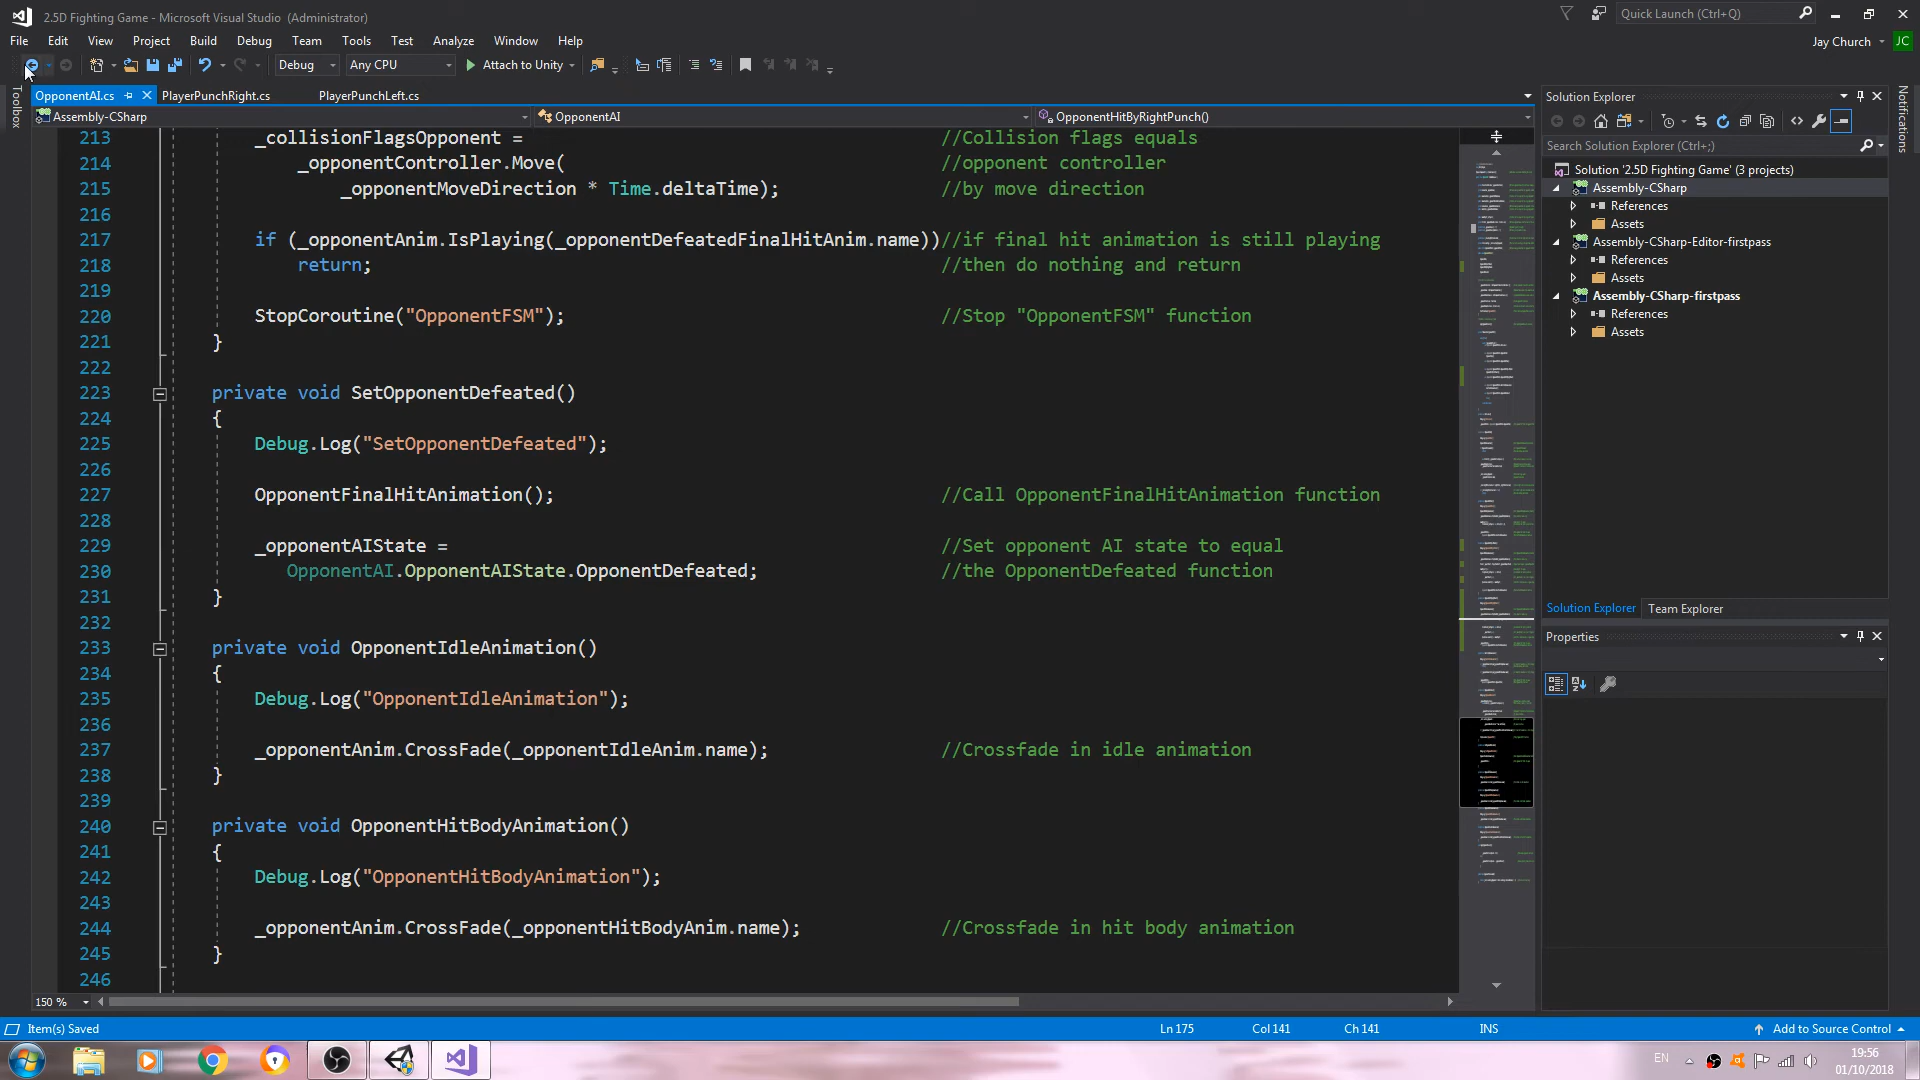 2.5D Fighting Game - Microsoft Visual Studio (Administrator)
Quick Launch (Ctrl+Q)
File Edit View Project Build Debug Team Tools Test Analyze Window Help
Jay Church JC
Debug Any CPU Attach to Unity
Toolbox
OpponentAI.cs PlayerPunchRight.cs PlayerPunchLeft.cs
Assembly-CSharp OpponentAI OpponentHitByRightPunch()
213 _collisionFlagsOpponent = //Collision flags equals
214 _opponentController.Move( //opponent controller
215 _opponentMoveDirection * Time.deltaTime); //by move direction
216
217 if (_opponentAnim.IsPlaying(_opponentDefeatedFinalHitAnim.name))//if final hit animation is still playing
218 return; //then do nothing and return
219
220 StopCoroutine("OpponentFSM"); //Stop "OpponentFSM" function
221 }
222
223 private void SetOpponentDefeated()
224 {
225 Debug.Log("SetOpponentDefeated");
226
227 OpponentFinalHitAnimation(); //Call OpponentFinalHitAnimation function
228
229 _opponentAIState = //Set opponent AI state to equal
230 OpponentAI.OpponentAIState.OpponentDefeated; //the OpponentDefeated function
231 }
232
233 private void OpponentIdleAnimation()
234 {
235 Debug.Log("OpponentIdleAnimation");
236
237 _opponentAnim.CrossFade(_opponentIdleAnim.name); //Crossfade in idle animation
238 }
239
240 private void OpponentHitBodyAnimation()
241 {
242 Debug.Log("OpponentHitBodyAnimation");
243
244 _opponentAnim.CrossFade(_opponentHitBodyAnim.name); //Crossfade in hit body animation
245 }
246
150 %
Solution Explorer
Search Solution Explorer (Ctrl+;)
Solution '2.5D Fighting Game' (3 projects)
Assembly-CSharp
References
Assets
Assembly-CSharp-Editor-firstpass
References
Assets
Assembly-CSharp-firstpass
References
Assets
Solution Explorer Team Explorer
Properties
Notifications
Item(s) Saved Ln 175 Col 141 Ch 141 INS Add to Source Control
EN
19:56
01/10/2018